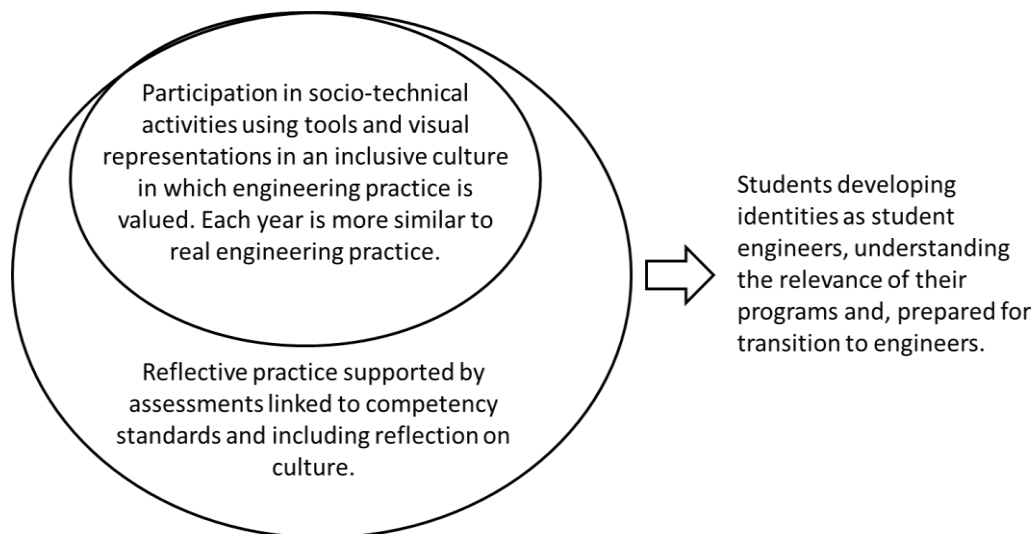 Participation in socio-technical
activities using tools and visual
representations in an inclusive culture
in which engineering practice is
valued. Each year is more similar to
real engineering practice.
Reflective practice supported by
assessments linked to competency
standards and including reflection on
culture.
Students developing
identities as student
engineers, understanding
the relevance of their
programs and, prepared for
transition to engineers.